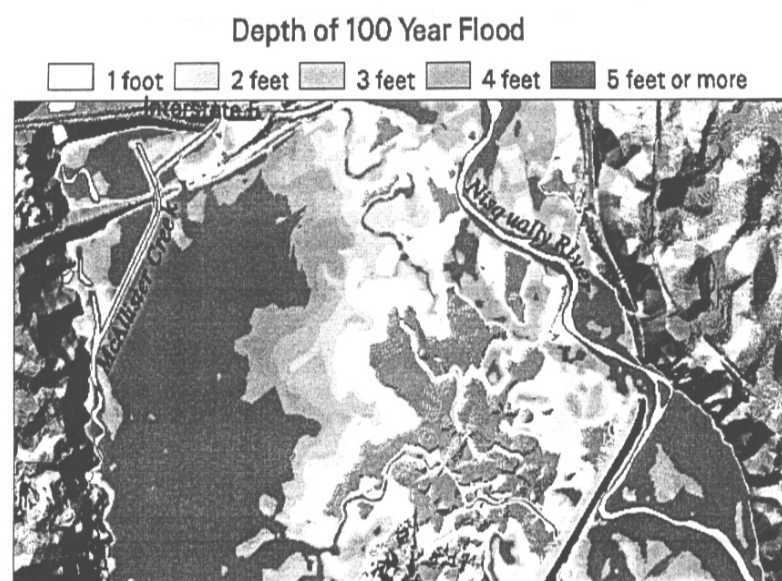 Depth of 100 Year Flood
1 foot 2 feet 3 feet 4 feet 5 feet or more
Interstate 5
Nisqually River
McAllister Creek